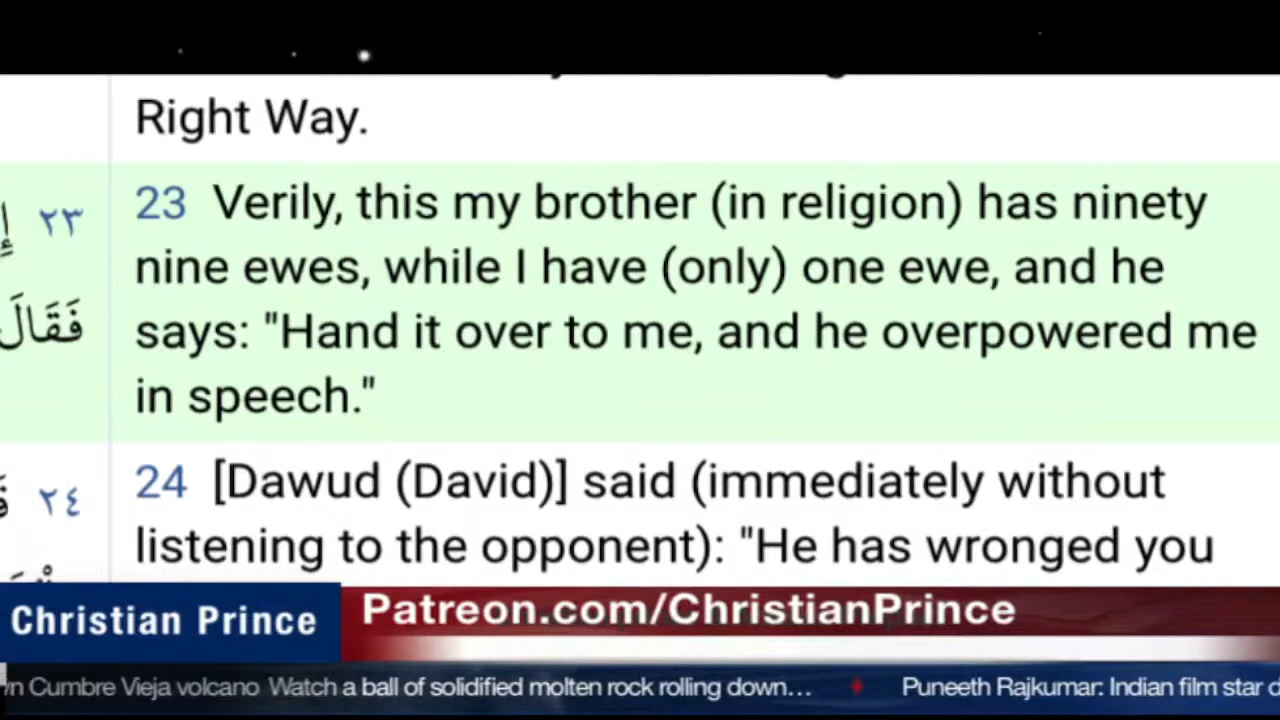 Right Way.
23 Verily, this my brother (in religion) has ninety
٢٣
nine ewes, while I have (only) one ewe, and he
says: "Hand it over to me, and he overpowered me
فَقَالَ
in speech."
24 [Dawud (David)] said (immediately without
٢٤
listening to the opponent): "He has wronged you
Christian Prince
Patreon.com/ChristianPrince
Cumbre Vieja volcano Watch a ball of solidified molten rock rolling down... Puneeth Rajkumar: Indian film star